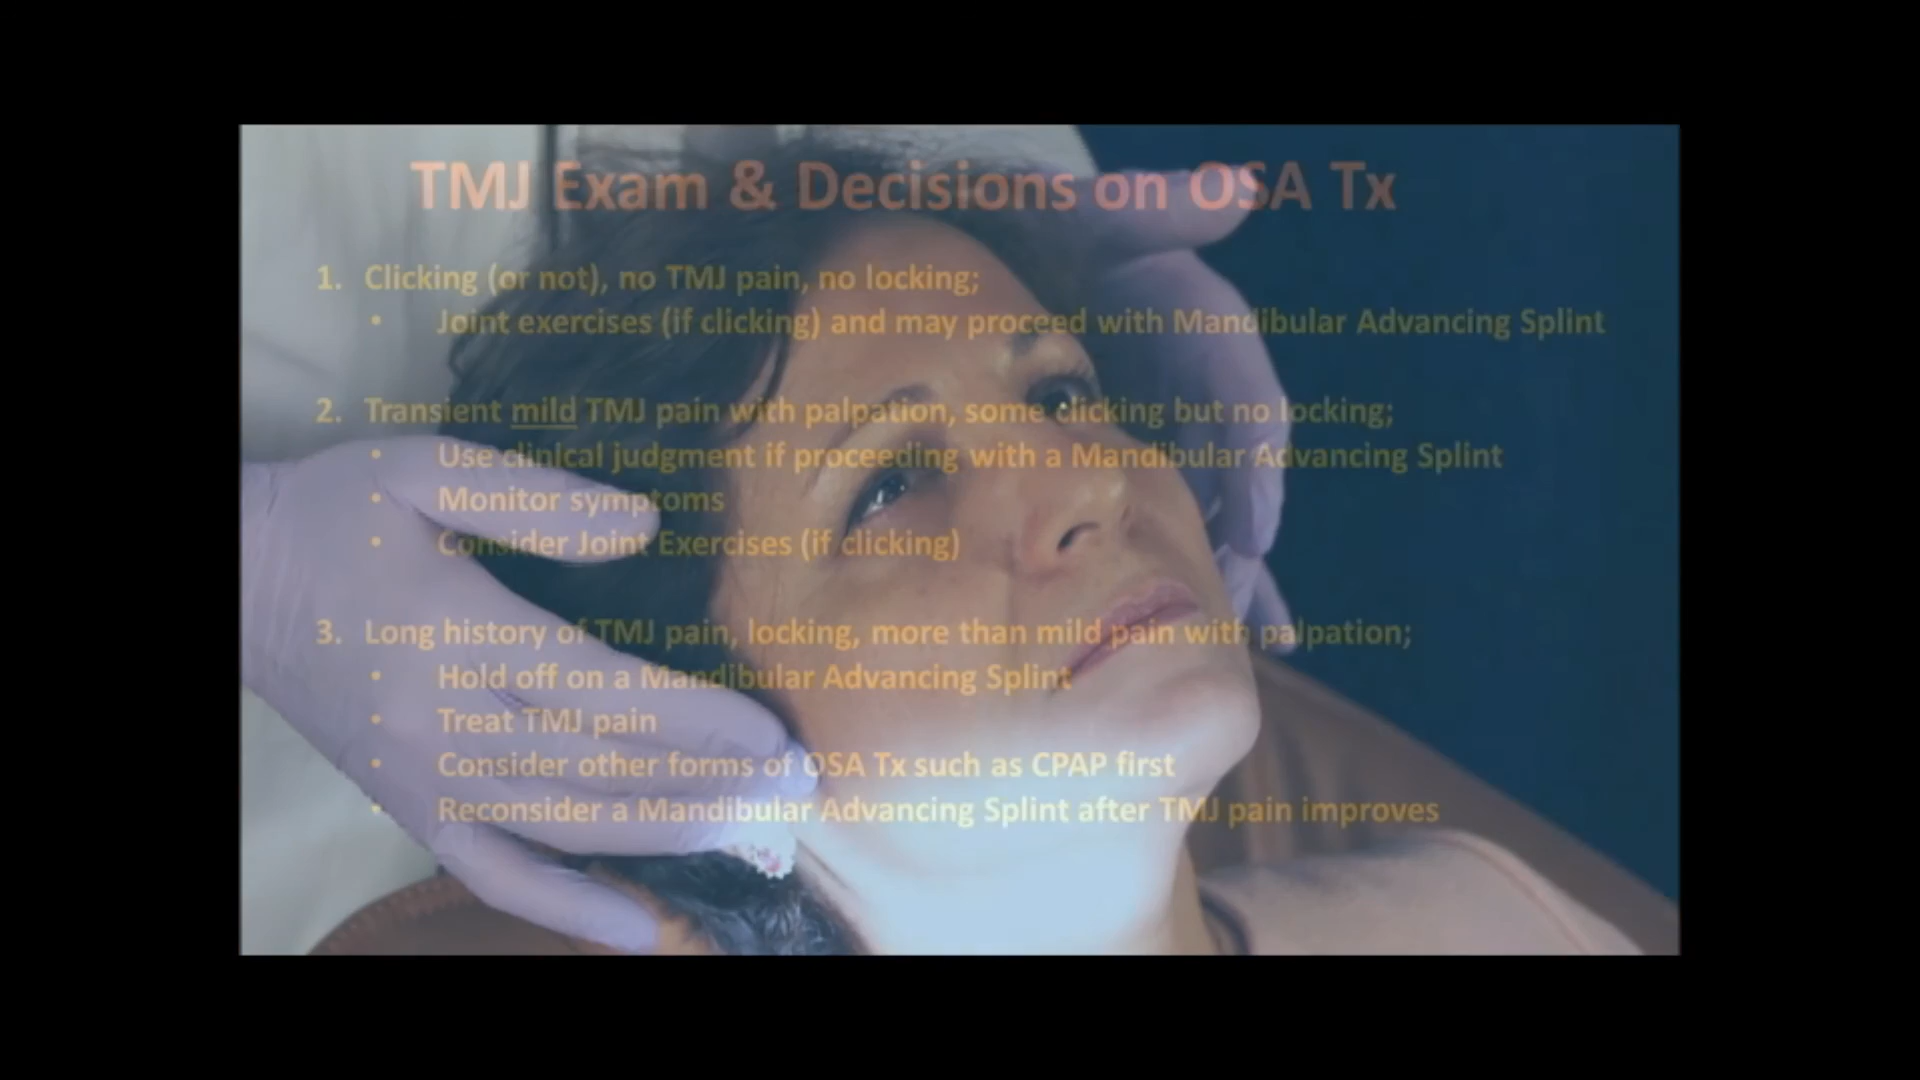 TMJ Exam & Decisions on OSA Tx
1. Clicking (or not), no TMJ pain, no locking;
• Joint exercises (if clicking) and may proceed with Mandibular Advancing Splint
2. Transient mild TMJ pain with palpation, some clicking but no locking;
• Use clinical judgment if proceeding with a Mandibular Advancing Splint
• Monitor symptoms
• Consider Joint Exercises (if clicking)
3. Long history of TMJ pain, locking, more than mild pain with palpation;
• Hold off on a Mandibular Advancing Splint
• Treat TMJ pain
• Consider other forms of OSA Tx such as CPAP first
• Reconsider a Mandibular Advancing Splint after TMJ pain improves